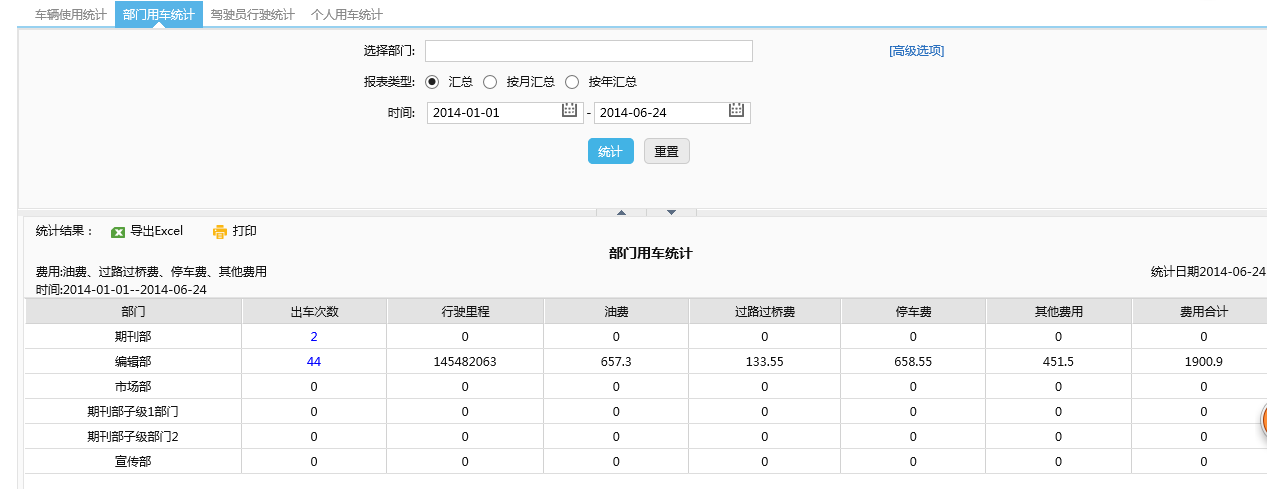 车辆使用统计 部门用车统计 驾驶员行驶统计 个人用车统计
选择部门: [高级选项]
报表类型: 汇总 按月汇总 按年汇总
时间: 2014-01-01 - 2014-06-24
统计 重置
统计结果： 导出Excel 打印
部门用车统计
费用:油费、过路过桥费、停车费、其他费用 统计日期2014-06-24
时间:2014-01-01--2014-06-24
部门 出车次数 行驶里程 油费 过路过桥费 停车费 其他费用 费用合计
期刊部 2 0 0 0 0 0 0
编辑部 44 145482063 657.3 133.55 658.55 451.5 1900.9
市场部 0 0 0 0 0 0 0
期刊部子级1部门 0 0 0 0 0 0 0
期刊部子级部门2 0 0 0 0 0 0 0
宣传部 0 0 0 0 0 0 0